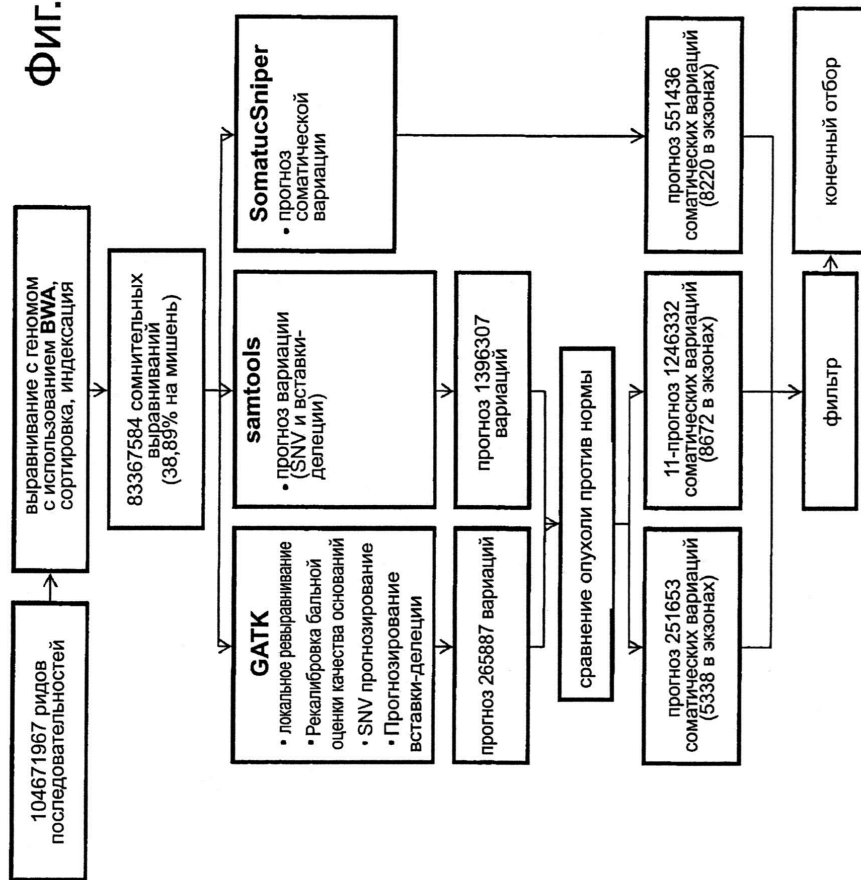 Фиг.
104671967 ридов
последовательностей
выравнивание с геномом
с использованием BWA,
сортировка, индексация
83367584 сомнительных
выравниваний
(38,89% на мишень)
GATK
• локальное ревыравнивание
• Рекалибровка бальной
оценки качества оснований
• SNV прогнозирование
• Прогнозирование
вставки-делеции
samtools
• прогноз вариации
(SNV и вставки-
делеции)
SomatucSniper
• прогноз
соматической
вариации
прогноз 265887 вариаций
прогноз 1396307
вариаций
сравнение опухоли против нормы
прогноз 251653
соматических вариаций
(5338 в экзонах)
11-прогноз 1246332
соматических вариаций
(8672 в экзонах)
прогноз 551436
соматических вариаций
(8220 в экзонах)
фильтр
конечный отбор